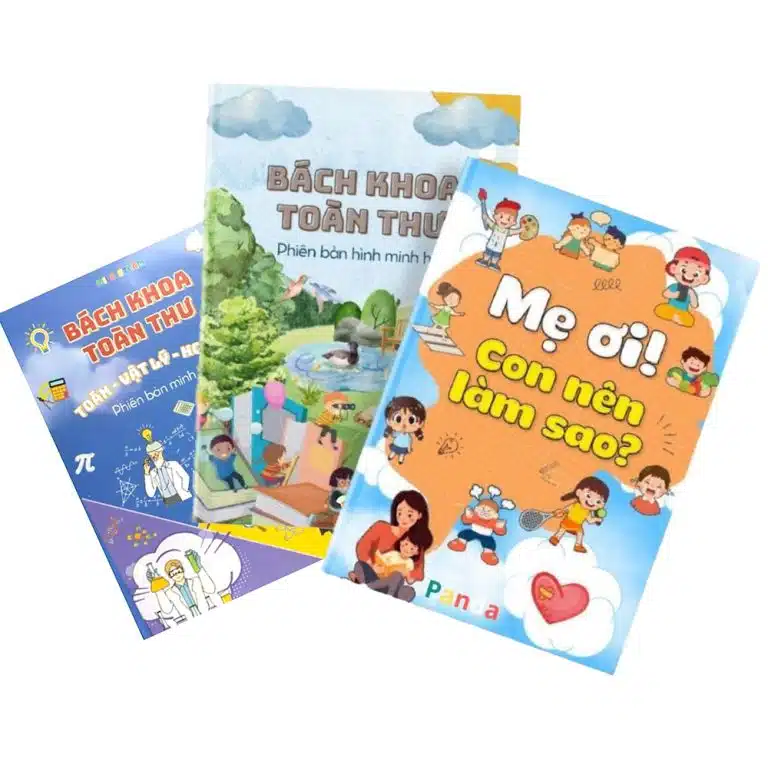 BÁCH KHOA
TOÀN THƯ
TOÁN - VẬT LÝ - HO
Phiên bản minh
π
BÁCH KHOA
TOÀN THƯ
Phiên bản hình minh h
Mẹ ơi!
Con nên
làm sao?
Pan a